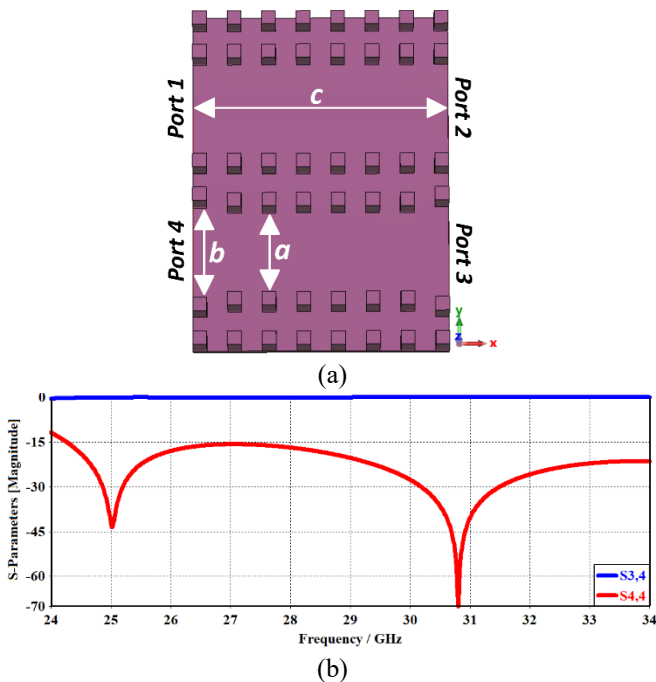 Port 1
c
Port 2
Port 4
b
a
Port 3
y
z
x
(a)
S-Parameters [Magnitude]
0
-15
-30
-45
-60
-70
S3,4
S4,4
24 25 26 27 28 29 30 31 32 33 34
Frequency / GHz
(b)